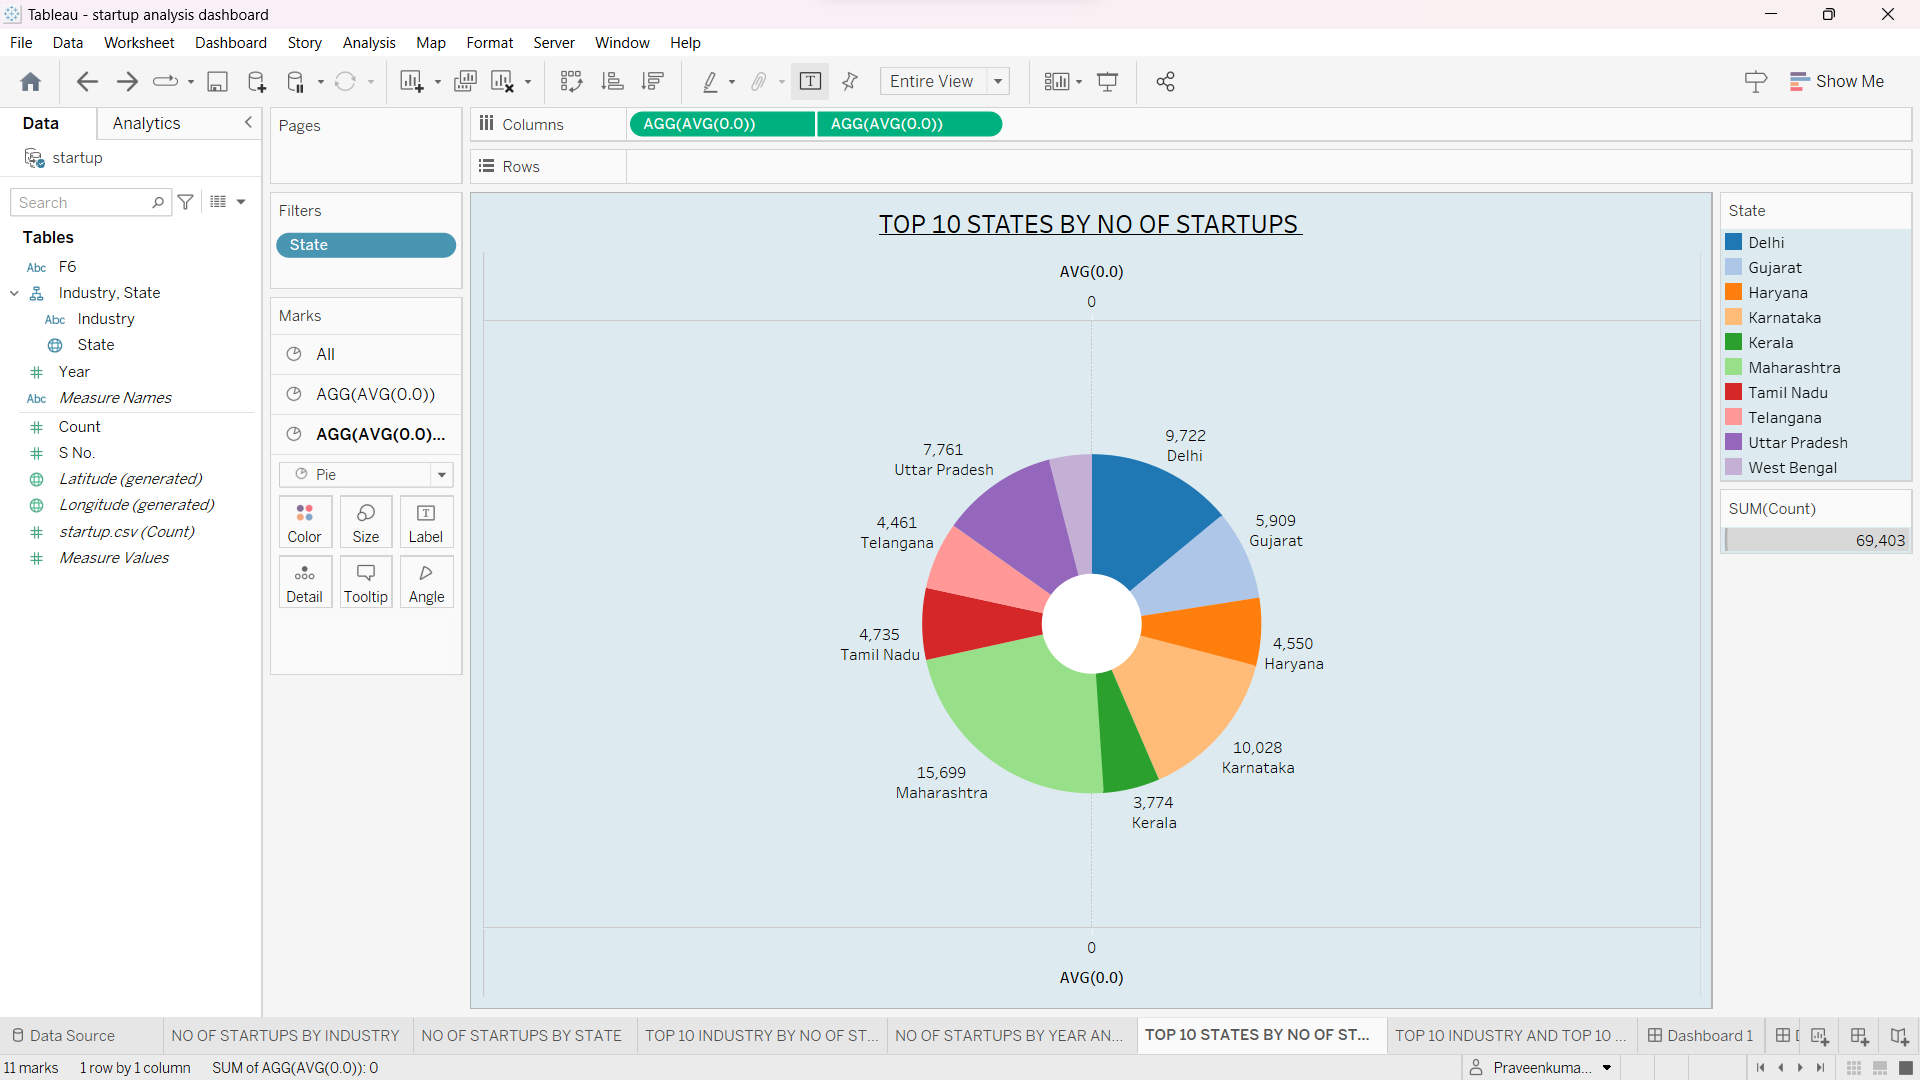 Tableau - startup analysis dashboard
File Data Worksheet Dashboard Story Analysis Map Format Server Window Help
Entire View
Show Me
Data Analytics
startup
Search
Tables
Abc F6
Industry, State
Abc Industry
State
Year
Abc Measure Names
Count
S No.
Latitude (generated)
Longitude (generated)
startup.csv (Count)
Measure Values
Pages
Filters
State
Marks
All
AGG(AVG(0.0))
AGG(AVG(0.0)...
Pie
Color Size Label
Detail Tooltip Angle
Columns AGG(AVG(0.0)) AGG(AVG(0.0))
Rows
TOP 10 STATES BY NO OF STARTUPS
AVG(0.0)
0
9,722
Delhi
7,761
Uttar Pradesh
5,909
Gujarat
4,461
Telangana
4,550
Haryana
4,735
Tamil Nadu
10,028
Karnataka
15,699
Maharashtra
3,774
Kerala
0
AVG(0.0)
State
Delhi
Gujarat
Haryana
Karnataka
Kerala
Maharashtra
Tamil Nadu
Telangana
Uttar Pradesh
West Bengal
SUM(Count)
69,403
Data Source NO OF STARTUPS BY INDUSTRY NO OF STARTUPS BY STATE TOP 10 INDUSTRY BY NO OF ST... NO OF STARTUPS BY YEAR AN... TOP 10 STATES BY NO OF ST... TOP 10 INDUSTRY AND TOP 10 ... Dashboard 1
11 marks 1 row by 1 column SUM of AGG(AVG(0.0)): 0 Praveenkuma...